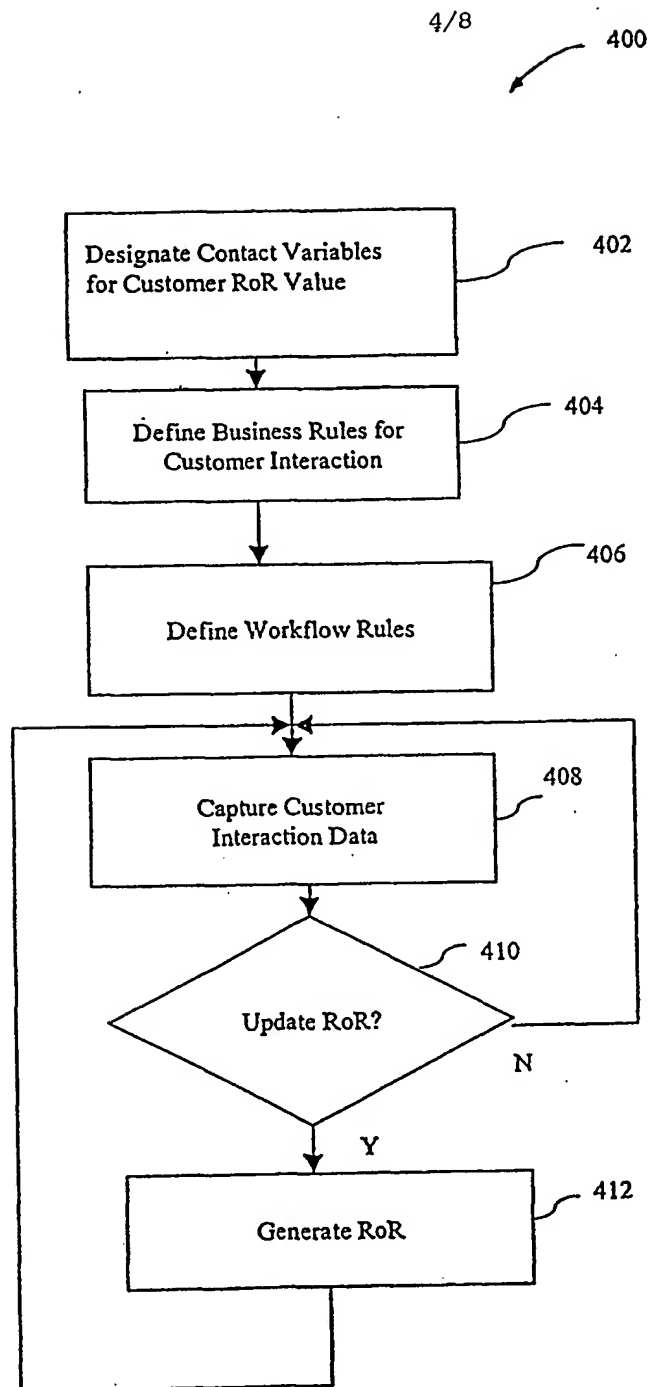 4/8
400
Designate Contact Variables
for Customer RoR Value
402
Define Business Rules for
Customer Interaction
404
406
Define Workflow Rules
Capture Customer
Interaction Data
408
410
Update RoR?
N
Y
Generate RoR
412